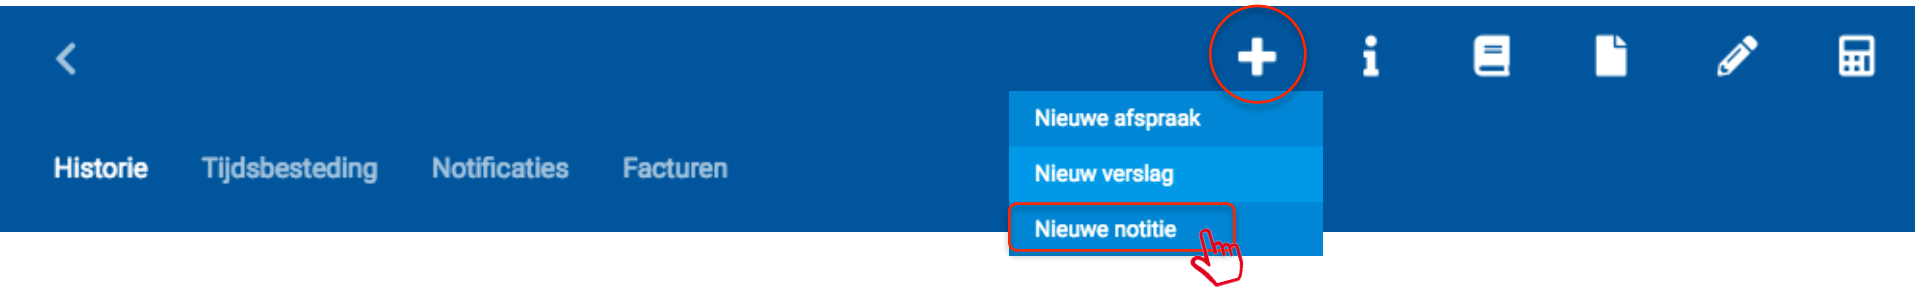 Nieuwe afspraak
Historie Tijdsbesteding Notificaties Facturen
Nieuw verslag
Nieuwe notitie